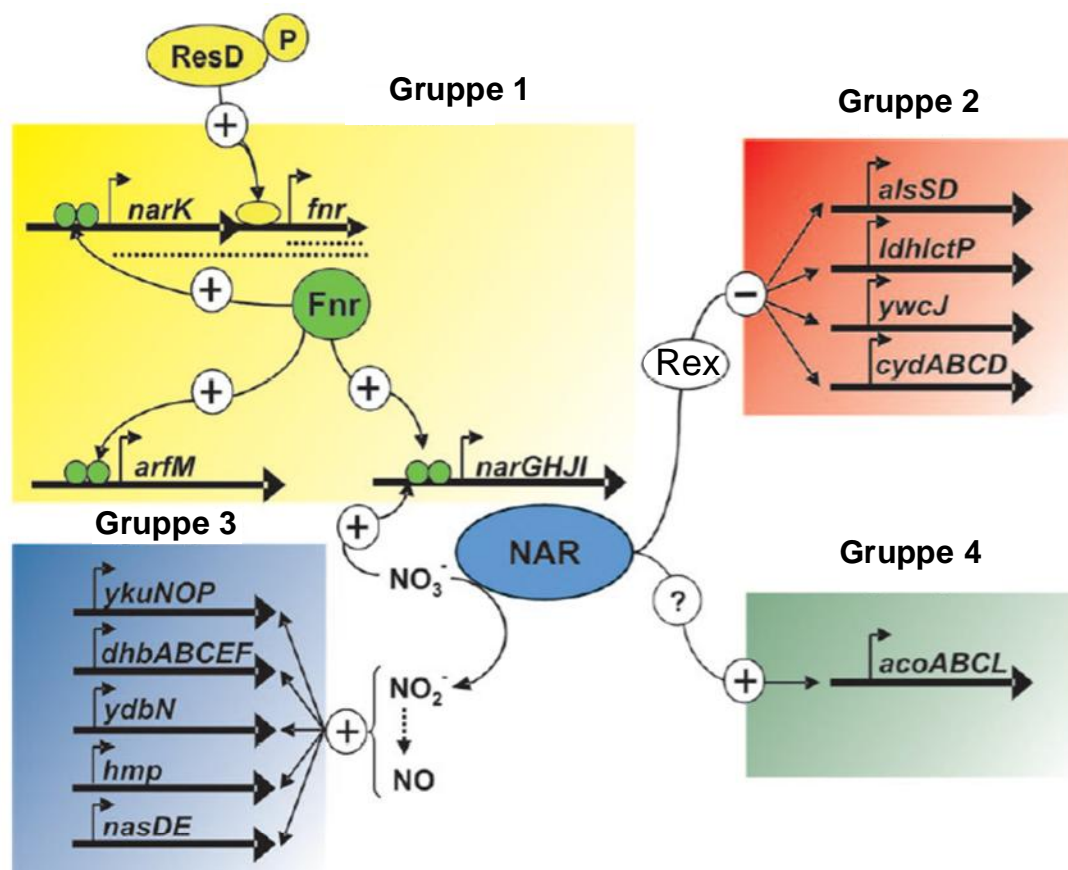 ResD
P
Gruppe 1
+
narK
fnr
+
Fnr
+
+
arfM
narGHJI
Gruppe 2
alsSD
ldhlctP
ywcJ
cydABCD
−
Rex
Gruppe 3
ykuNOP
dhbABCEF
ydbN
hmp
nasDE
+
NO3-
NAR
NO2-
NO
+
?
+
Gruppe 4
acoABCL